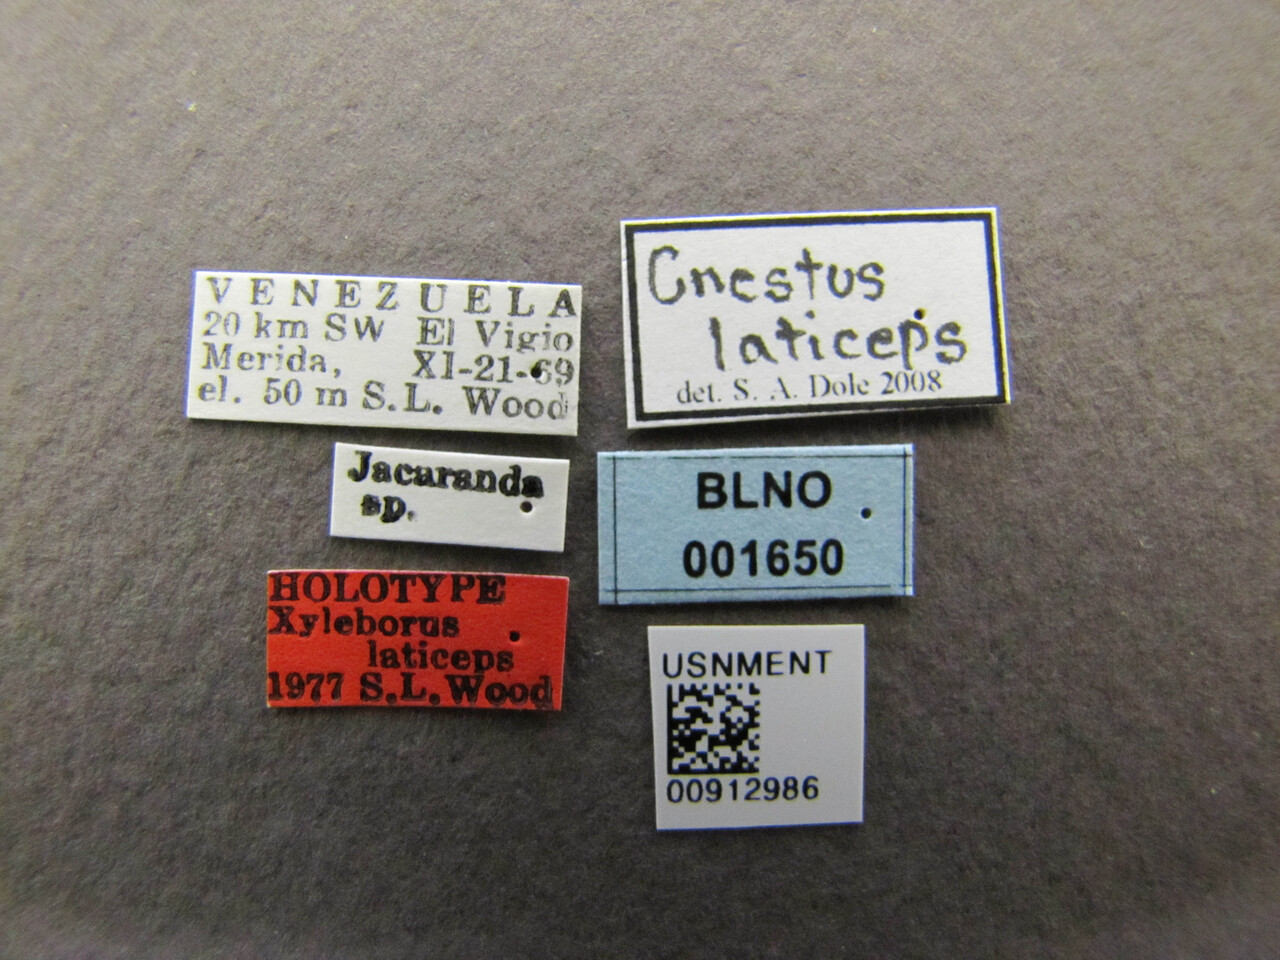 VENEZUELA
20 km SW El Vigio
Merida, XI-21-69
el. 50 m S.L. Wood
Jacaranda
sp.
HOLOTYPE
Xyleborus
laticeps
1977 S.L. Wood
Cnestus
laticeps
det. S. A. Dole 2008
BLNO
001650
USNMENT
00912986